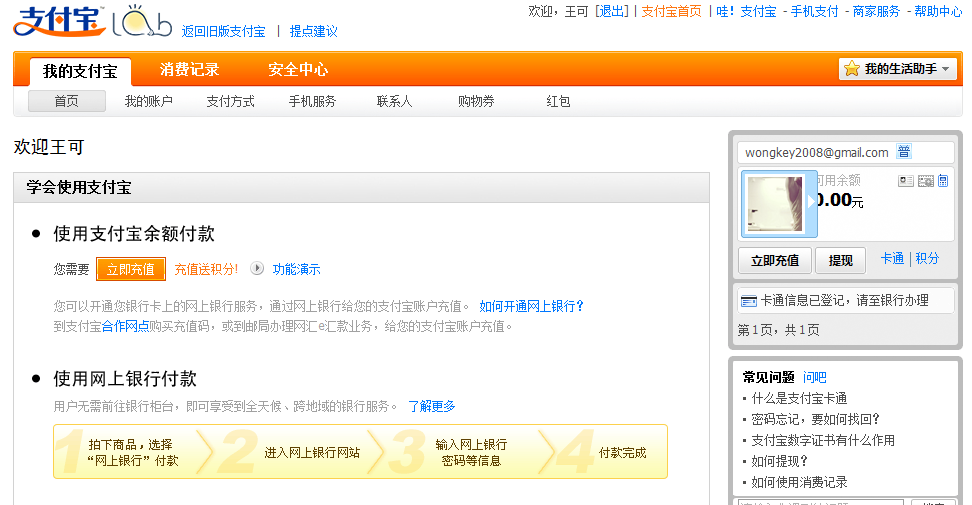 支付宝 lab 返回旧版支付宝 | 提点建议
欢迎，王可 [退出] | 支付宝首页 | 哇！支付宝 - 手机支付 - 商家服务 - 帮助中心
我的支付宝 消费记录 安全中心 我的生活助手
首页 我的账户 支付方式 手机服务 联系人 购物券 红包
欢迎王可
学会使用支付宝
● 使用支付宝余额付款
您需要 立即充值 充值送积分! 功能演示
您可以开通您银行卡上的网上银行服务，通过网上银行给您的支付宝账户充值。 如何开通网上银行？
到支付宝合作网点购买充值码，或到邮局办理网汇e汇款业务，给您的支付宝账户充值。
● 使用网上银行付款
用户无需前往银行柜台，即可享受到全天候、跨地域的银行服务。 了解更多
1 拍下商品，选择
“网上银行”付款
2 进入网上银行网站
3 输入网上银行
密码等信息
4 付款完成
wongkey2008@gmail.com 普
可用余额
0.00元
立即充值 提现 卡通 | 积分
卡通信息已登记，请至银行办理
第1页，共1页
常见问题 问吧
· 什么是支付宝卡通
· 密码忘记，要如何找回？
· 支付宝数字证书有什么作用
· 如何提现？
· 如何使用消费记录